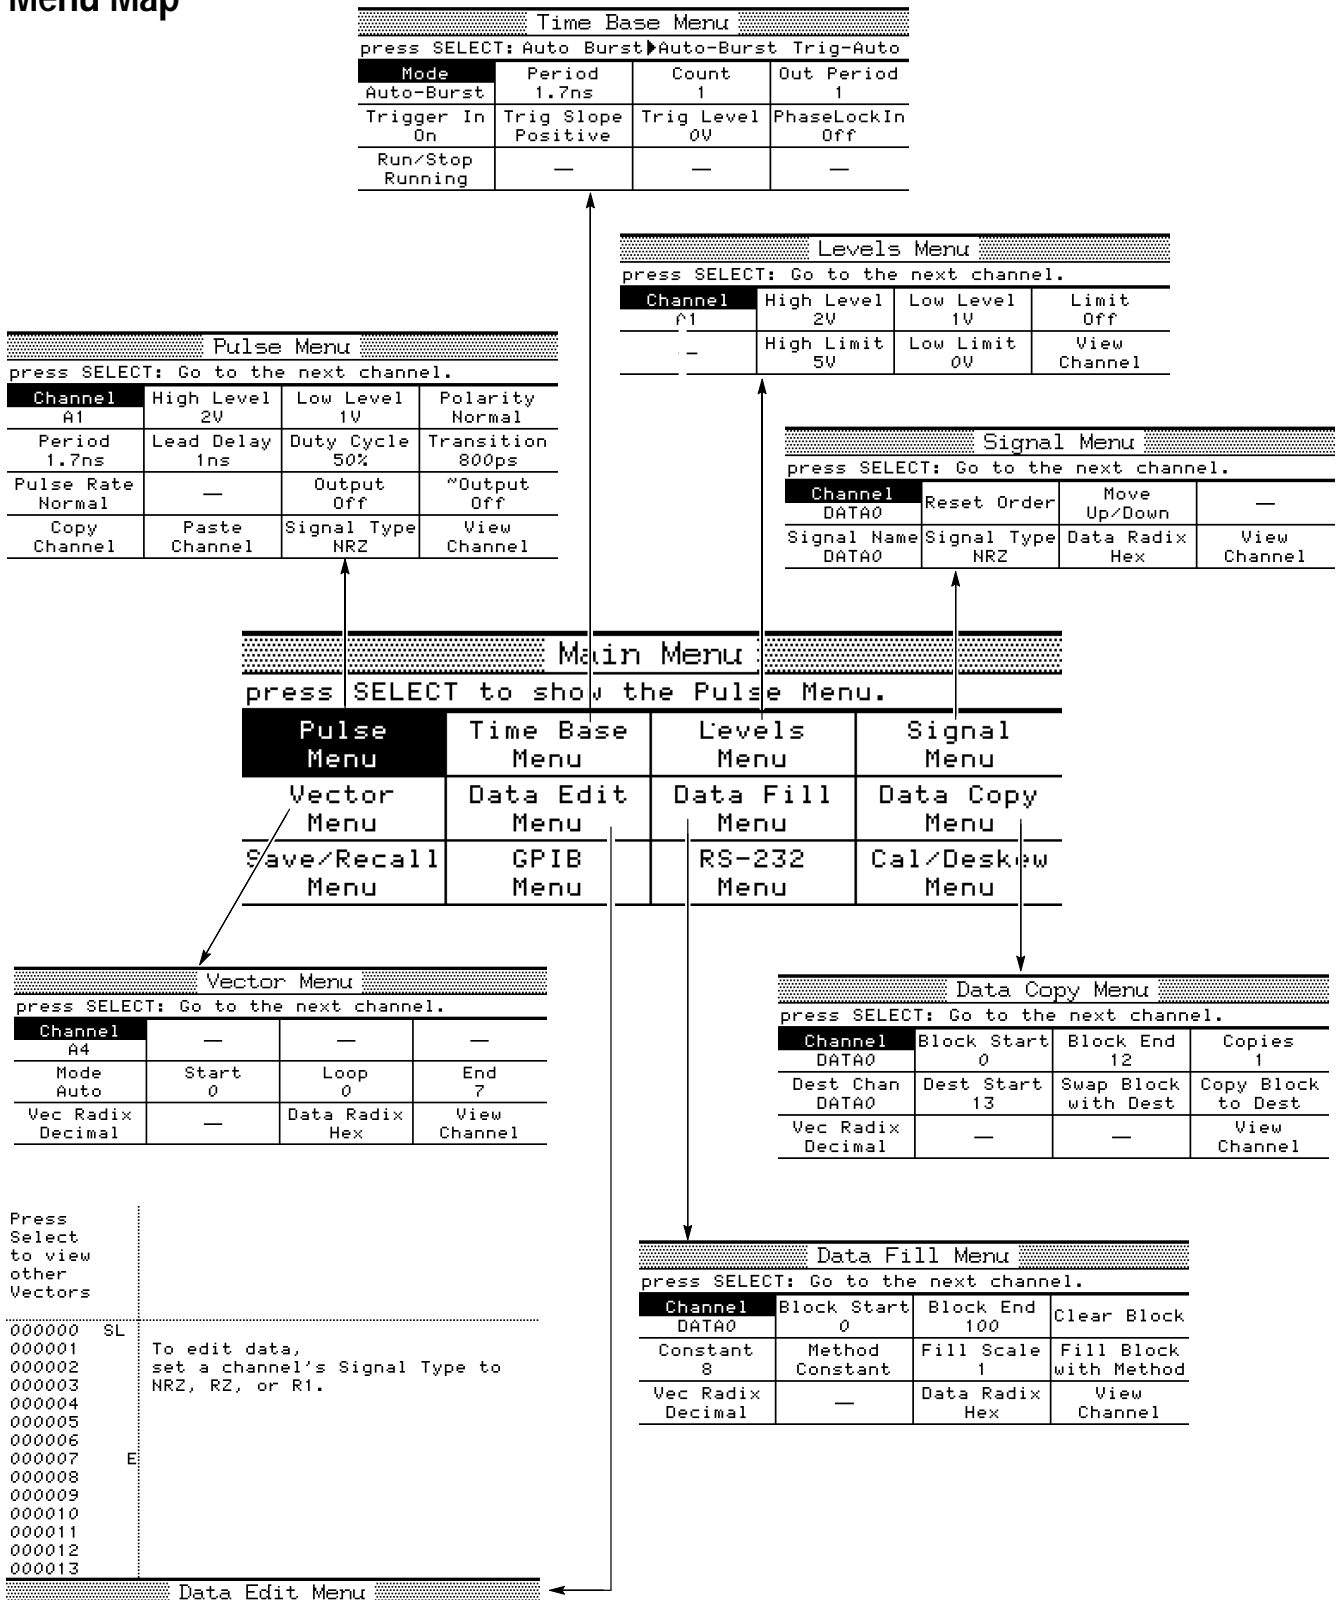 Menu Map
Time Base Menu
press SELECT: Auto Burst▶Auto-Burst Trig-Auto
Mode Period Count Out Period
Auto-Burst 1.7ns 1 1
Trigger In Trig Slope Trig Level PhaseLockIn
On Positive 0V Off
Run/Stop — — —
Running
Levels Menu
press SELECT: Go to the next channel.
Channel High Level Low Level Limit
A1 2V 1V Off
— High Limit Low Limit View
5V 0V Channel
Pulse Menu
press SELECT: Go to the next channel.
Channel High Level Low Level Polarity
A1 2V 1V Normal
Period Lead Delay Duty Cycle Transition
1.7ns 1ns 50% 800ps
Pulse Rate — Output ~Output
Normal Off Off
Copy Paste Signal Type View
Channel Channel NRZ Channel
Signal Menu
press SELECT: Go to the next channel.
Channel Reset Order Move —
DATA0 Up/Down
Signal Name Signal Type Data Radix View
DATA0 NRZ Hex Channel
Main Menu
press SELECT to show the Pulse Menu.
Pulse Time Base Levels Signal
Menu Menu Menu Menu
Vector Data Edit Data Fill Data Copy
Menu Menu Menu Menu
Save/Recall GPIB RS-232 Cal/Deskew
Menu Menu Menu Menu
Vector Menu
press SELECT: Go to the next channel.
Channel — — —
A4
Mode Start Loop End
Auto 0 0 7
Vec Radix — Data Radix View
Decimal Hex Channel
Data Copy Menu
press SELECT: Go to the next channel.
Channel Block Start Block End Copies
DATA0 0 12 1
Dest Chan Dest Start Swap Block Copy Block
DATA0 13 with Dest to Dest
Vec Radix — — View
Decimal Channel
Data Fill Menu
press SELECT: Go to the next channel.
Channel Block Start Block End Clear Block
DATA0 0 100
Constant Method Fill Scale Fill Block
8 Constant 1 with Method
Vec Radix — Data Radix View
Decimal Hex Channel
Press
Select
to view
other
Vectors
000000 SL
000001 To edit data,
000002 set a channel's Signal Type to
000003 NRZ, RZ, or R1.
000004
000005
000006
000007 E
000008
000009
000010
000011
000012
000013
Data Edit Menu